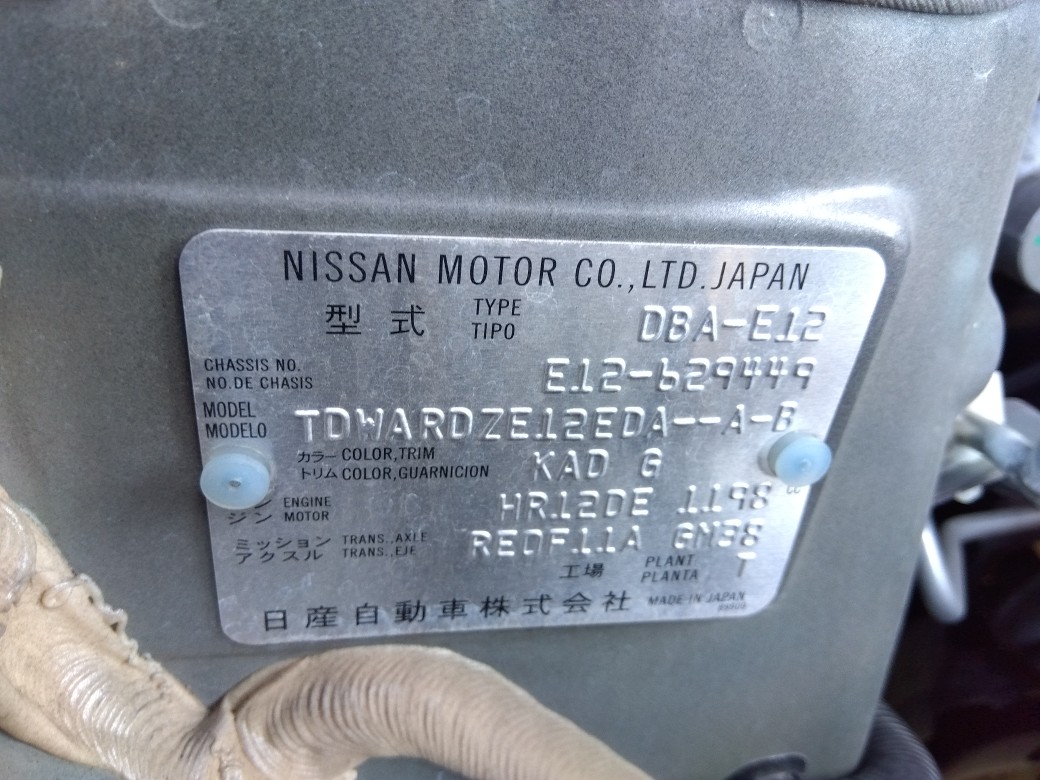 NISSAN MOTOR CO.,LTD.JAPAN
型式 TYPE TIPO DBA-E12
CHASSIS NO. NO.DE CHASIS E12-629449
MODEL MODELO TDWARDZE12EDA--A-B
カラー COLOR,TRIM トリム COLOR,GUARNICION KAD G
ジン ENGINE MOTOR HR12DE 1198 cc
ミッション TRANS.,AXLE アクスル TRANS.,EJE RE0F11A GM38
工場 PLANT PLANTA T
日産自動車株式会社 MADE IN JAPAN